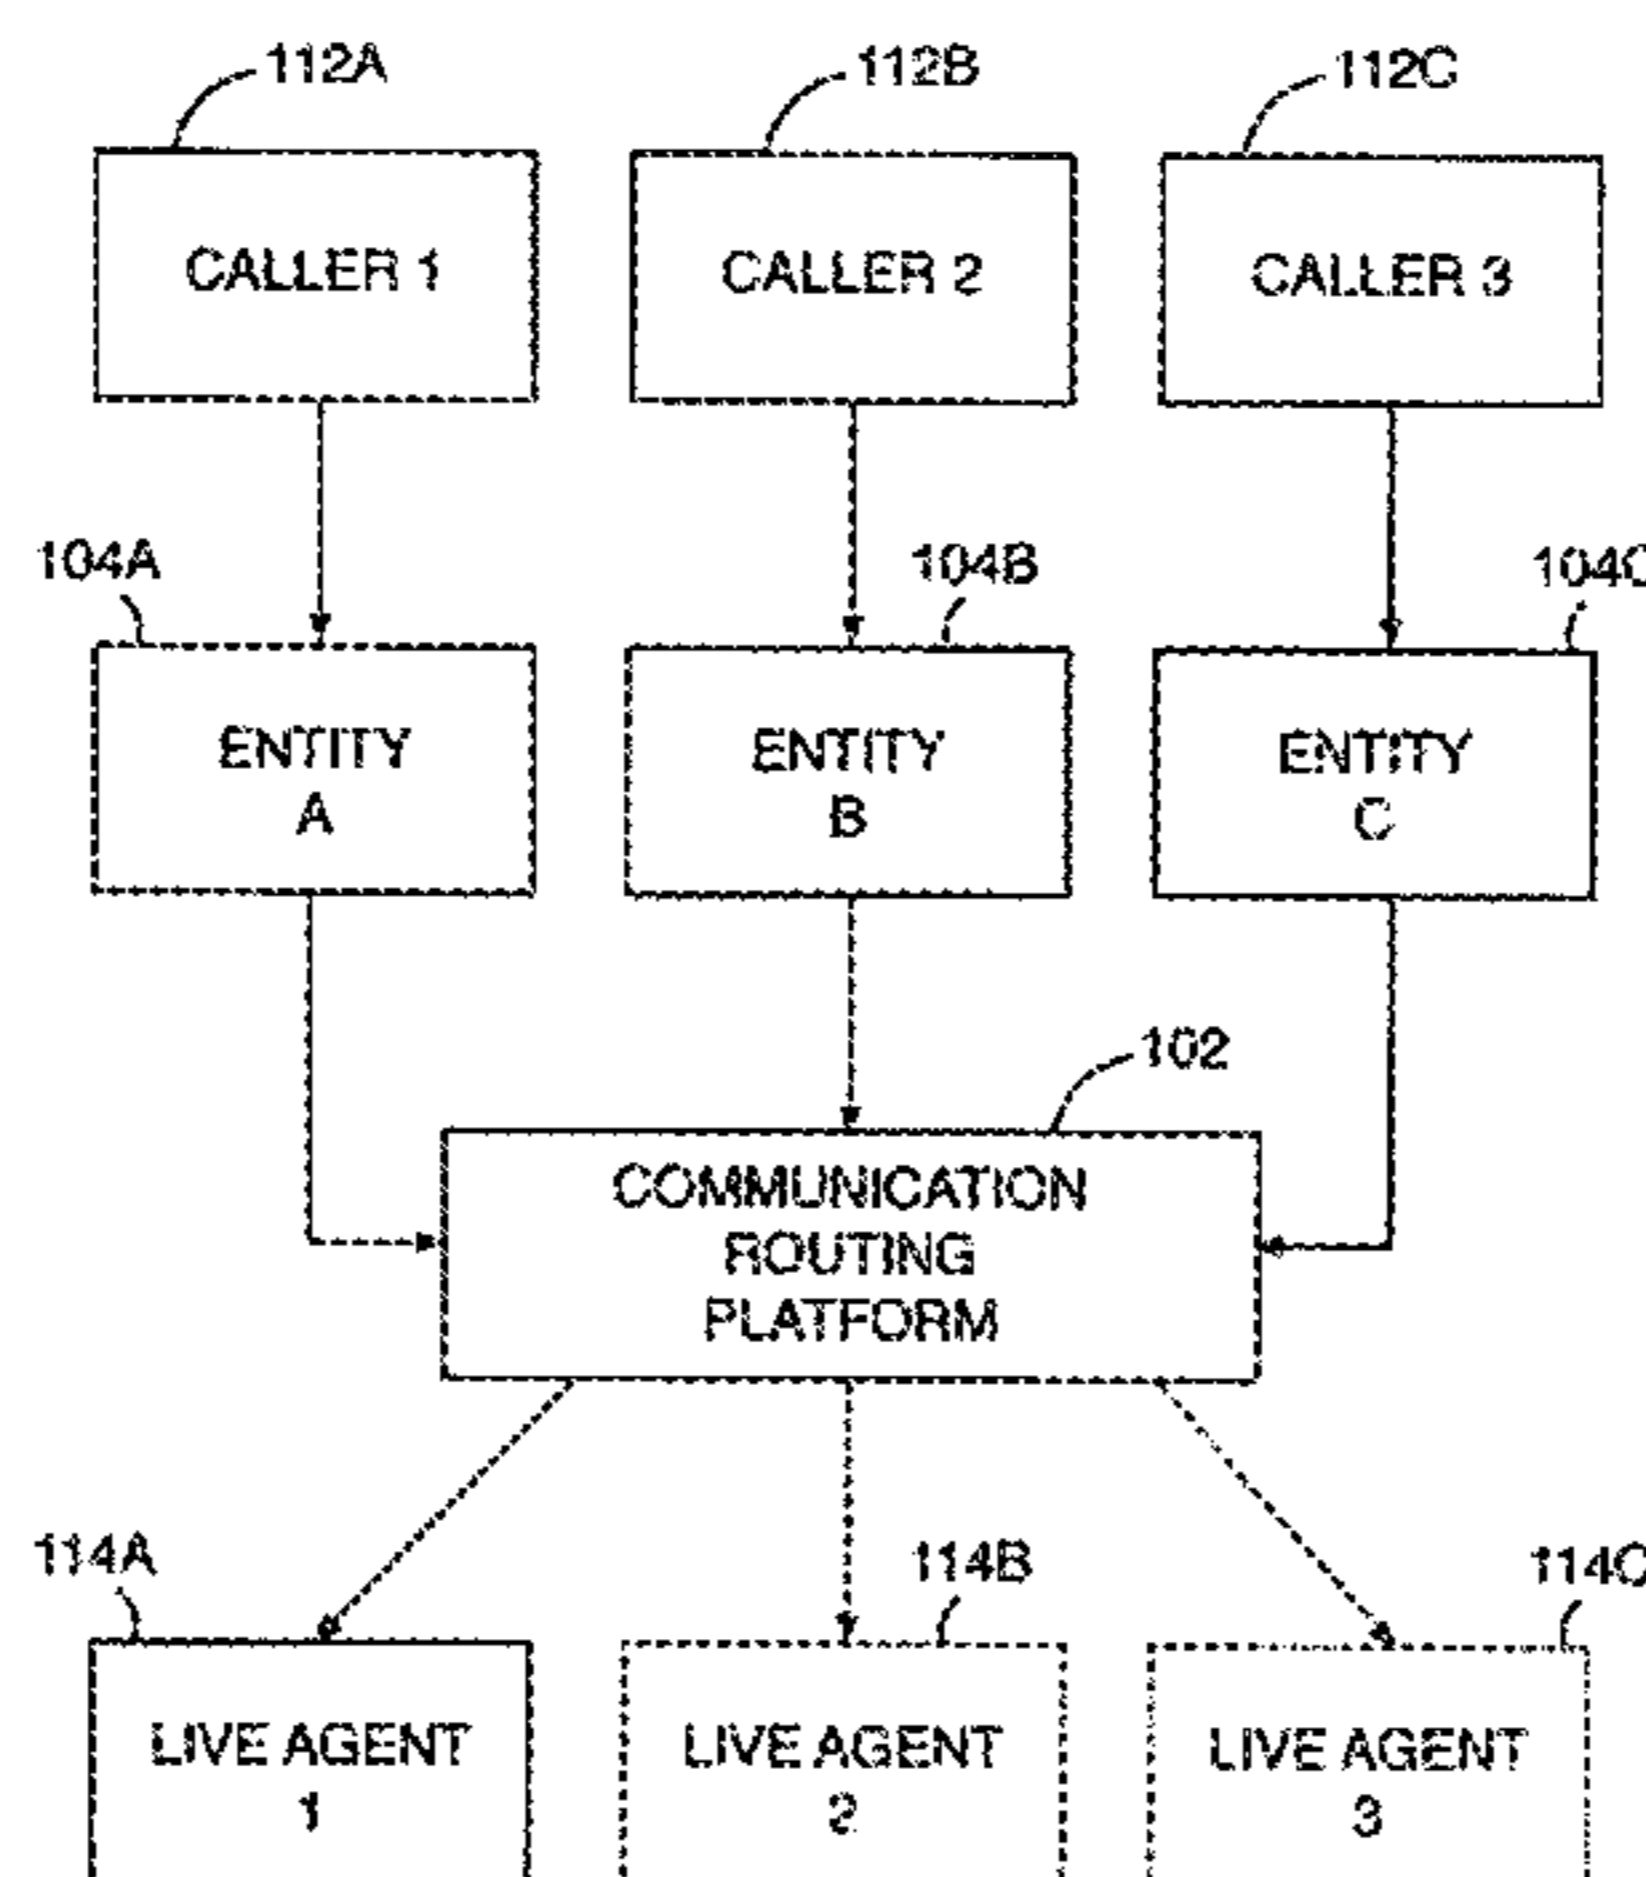 112A 112B 112C
CALLER 1 CALLER 2 CALLER 3
104A 104B 104C
ENTITY ENTITY ENTITY
A B C
102
COMMUNICATION
ROUTING
PLATFORM
114A 114B 114C
LIVE AGENT LIVE AGENT LIVE AGENT
1 2 3